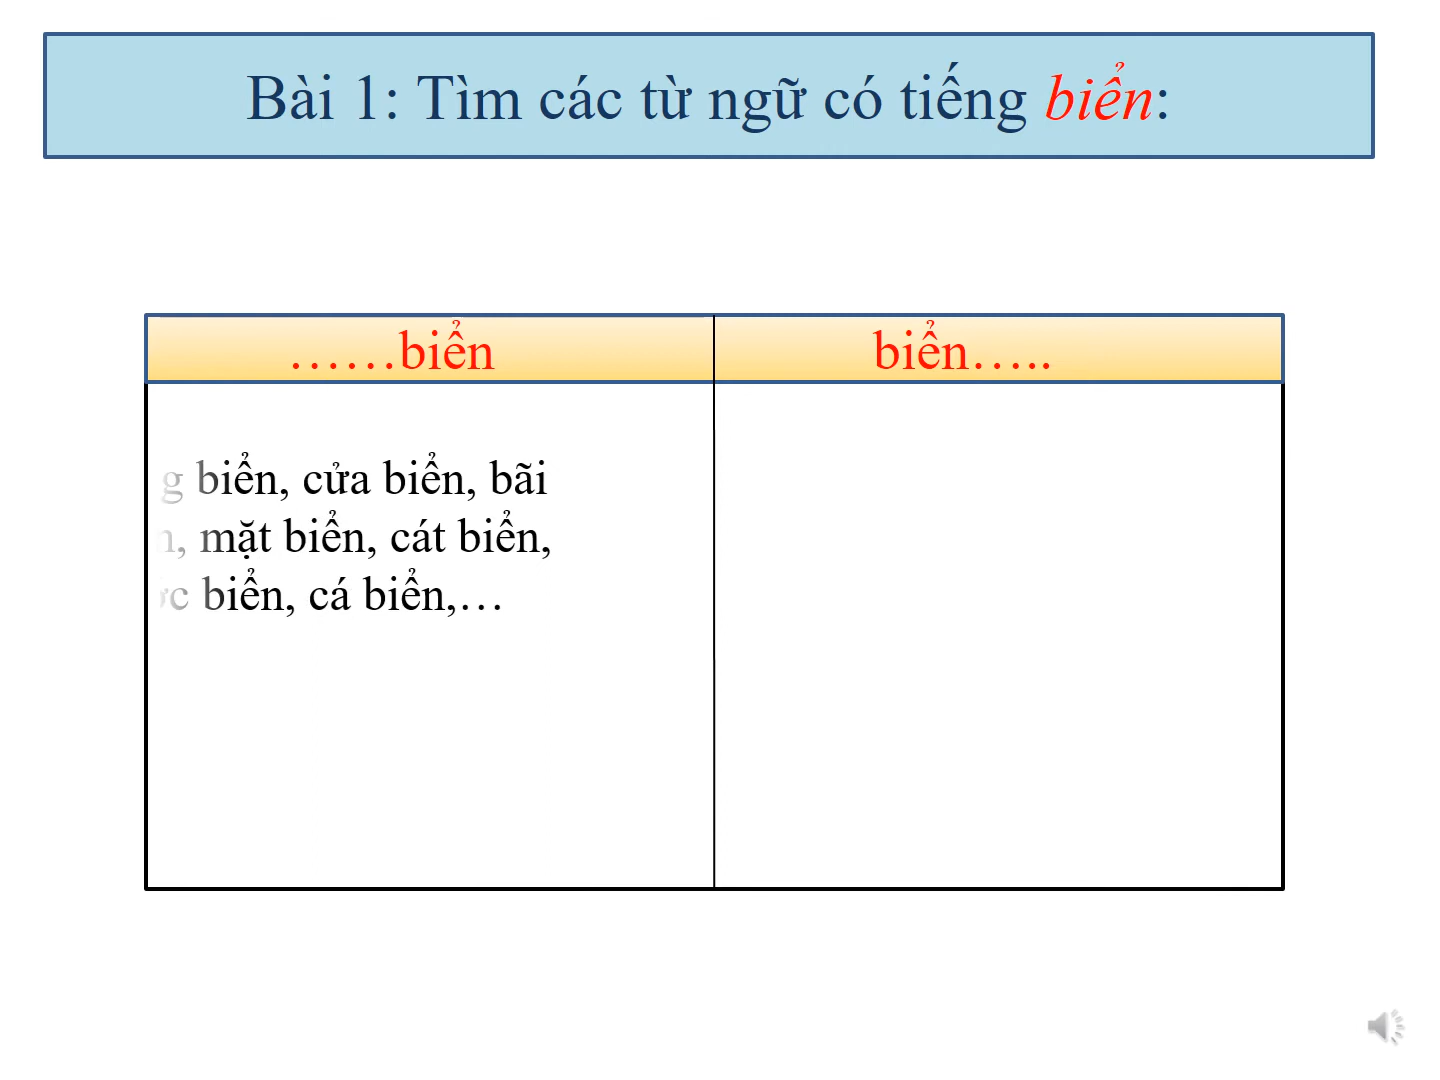 Bài 1: Tìm các từ ngữ có tiếng biển:
……biển
biển…..
biển, cửa biển, bãi
mặt biển, cát biển,
biển, cá biển,…